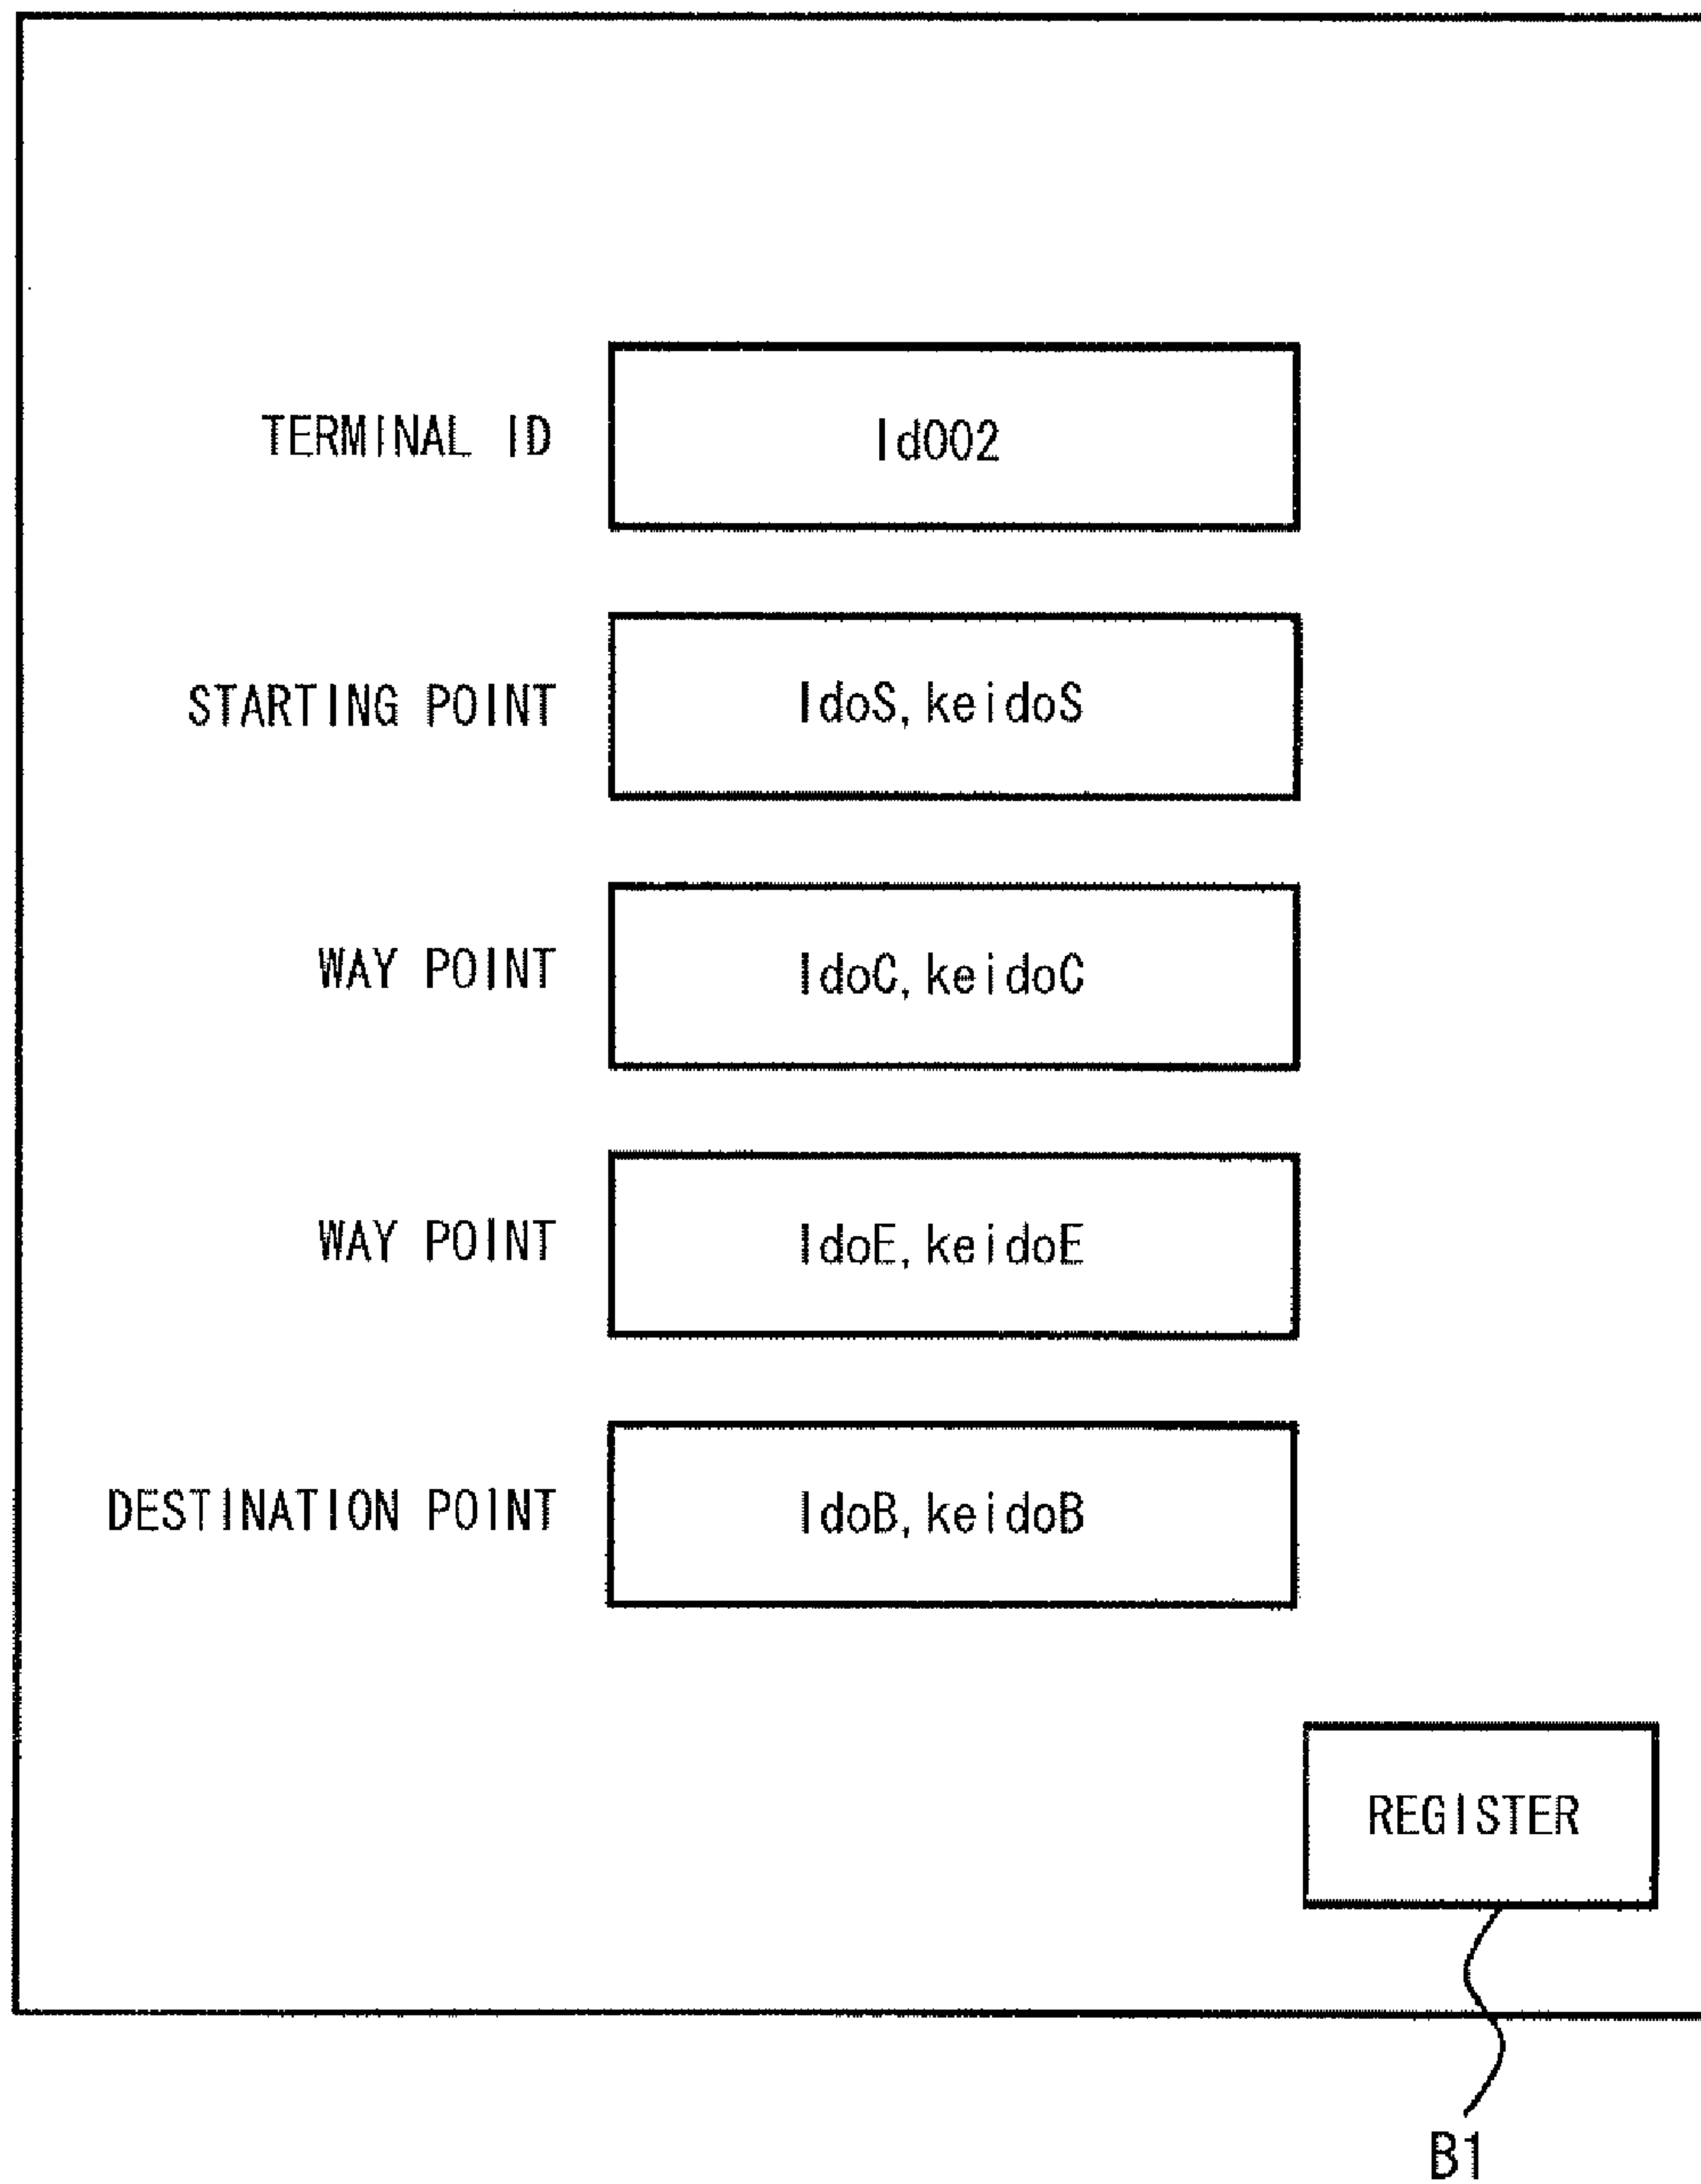 TERMINAL ID Id002
STARTING POINT IdoS,keidoS
WAY POINT IdoC,keidoC
WAY POINT IdoE,keidoE
DESTINATION POINT IdoB,keidoB
REGISTER
B1